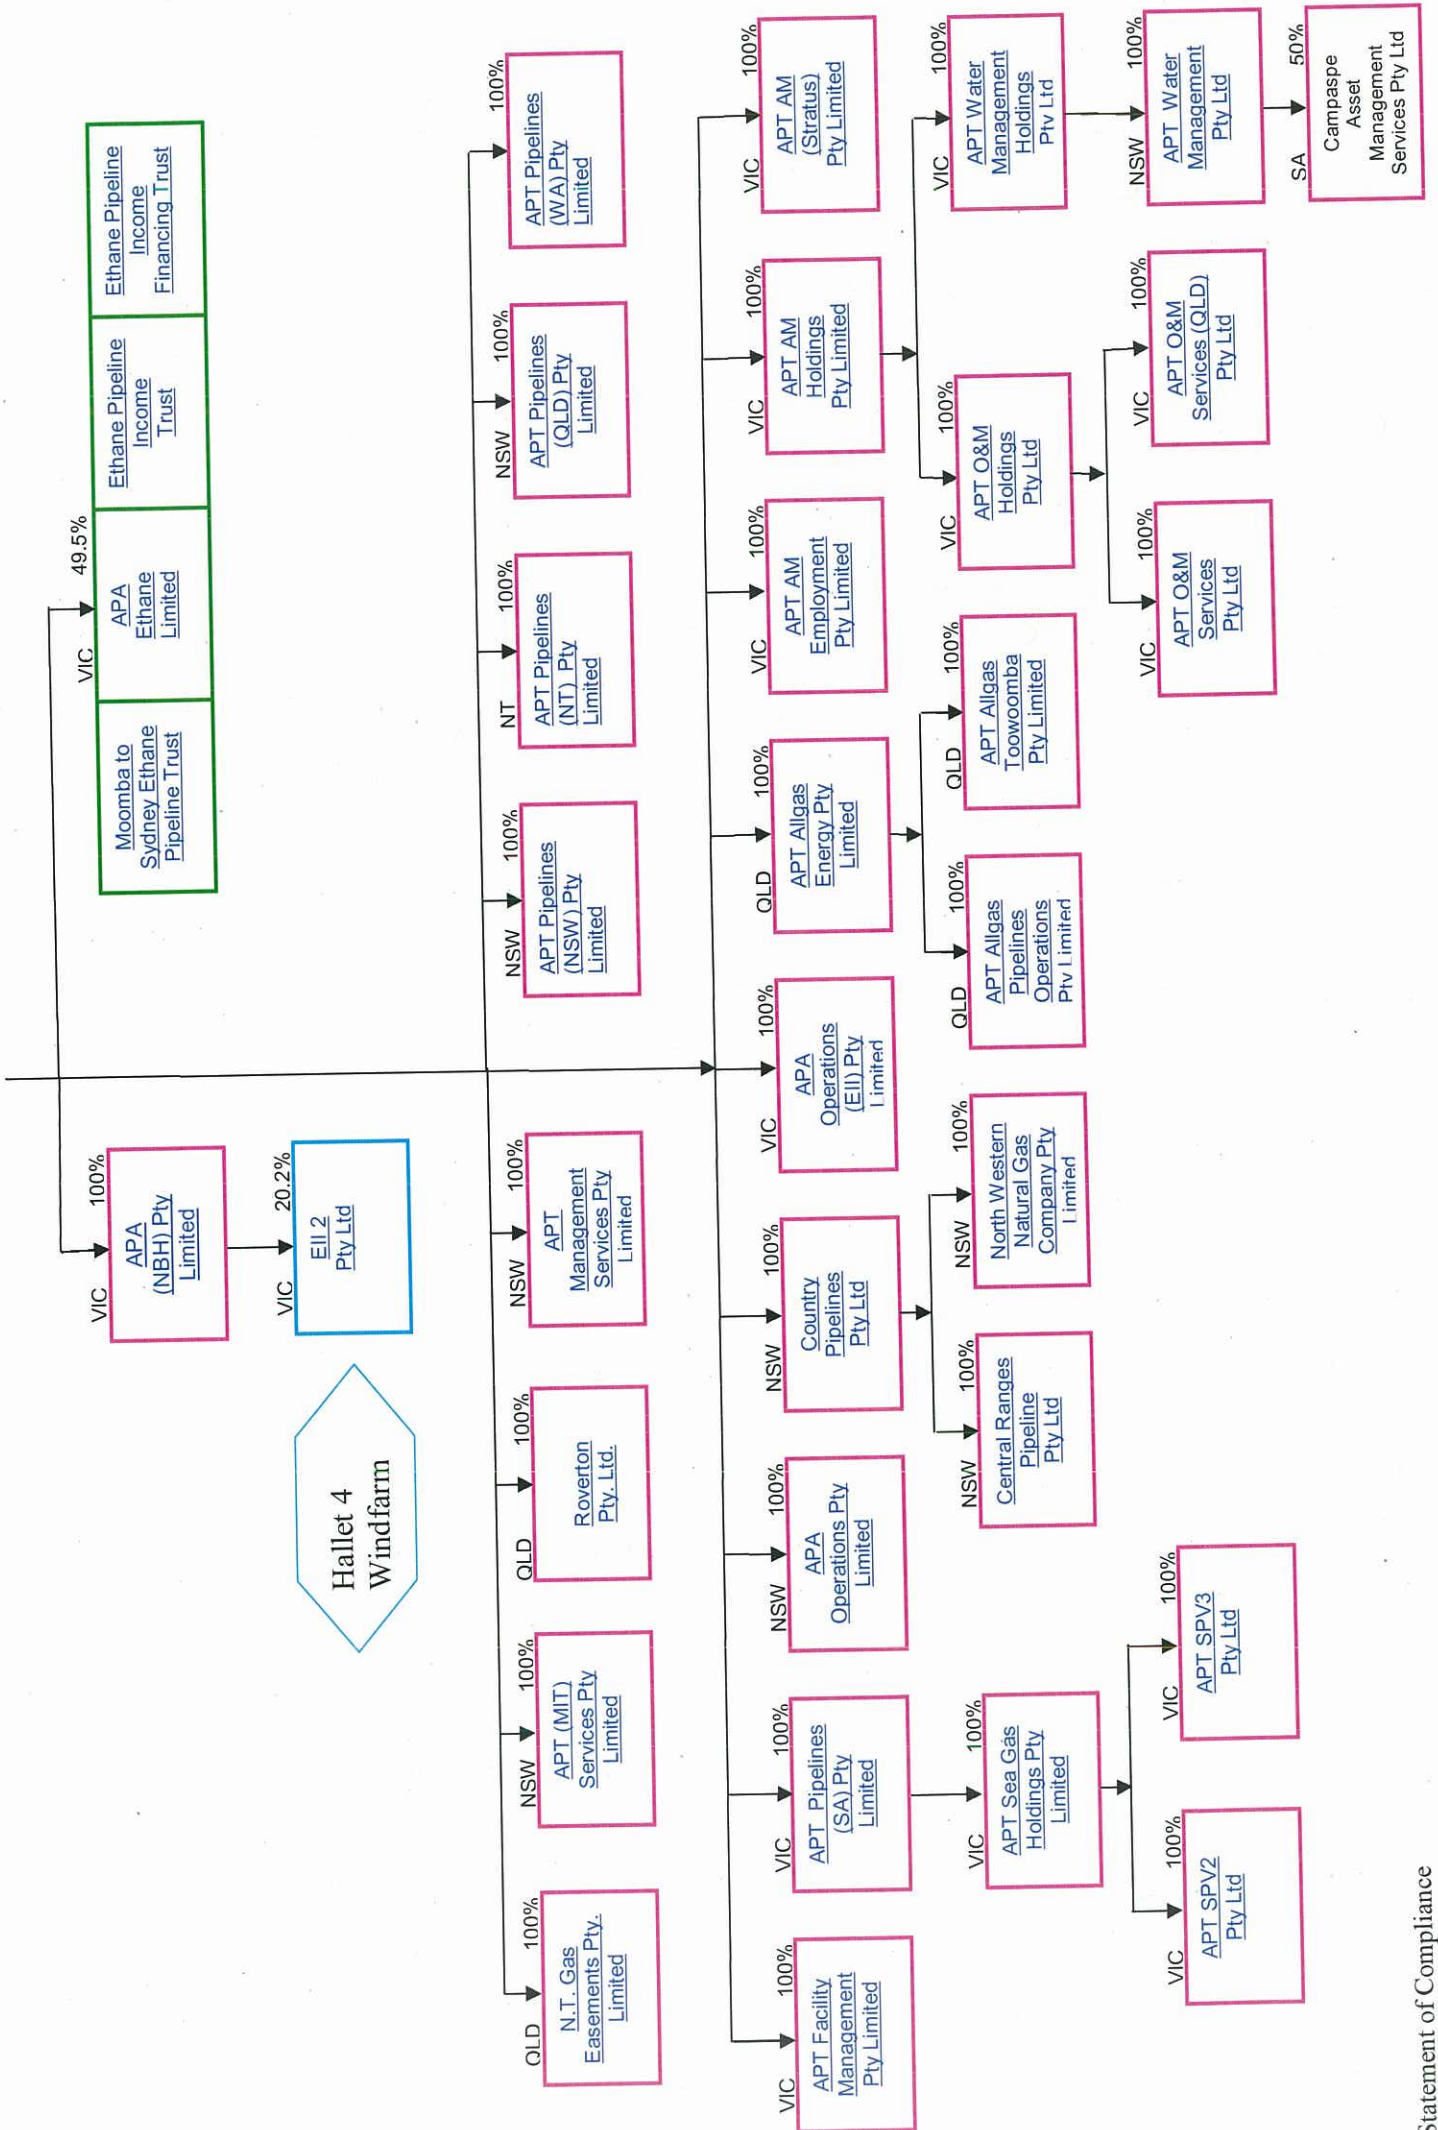 VIC 100%
APA
(NBH) Pty
Limited
VIC 20.2%
EII 2
Pty Ltd
Hallet 4
Windfarm
VIC 49.5%
Moomba to
Sydney Ethane
Pipeline Trust
APA
Ethane
Limited
Ethane Pipeline
Income
Trust
Ethane Pipeline
Income
Financing Trust
QLD 100%
N.T. Gas
Easements Pty.
Limited
NSW 100%
APT (MIT)
Services Pty
Limited
QLD 100%
Roverton
Pty. Ltd.
NSW 100%
APT
Management
Services Pty
Limited
NSW 100%
APT Pipelines
(NSW) Pty
Limited
NT 100%
APT Pipelines
(NT) Pty
Limited
NSW 100%
APT Pipelines
(QLD) Pty
Limited
100%
APT Pipelines
(WA) Pty
Limited
VIC 100%
APT Facility
Management
Pty Limited
VIC 100%
APT Pipelines
(SA) Pty
Limited
NSW 100%
APA
Operations Pty
Limited
NSW 100%
Country
Pipelines
Pty Ltd
VIC 100%
APA
Operations
(EII) Pty
Limited
QLD 100%
APT Allgas
Energy Pty
Limited
VIC 100%
APT AM
Employment
Pty Limited
VIC 100%
APT AM
Holdings
Pty Limited
VIC 100%
APT AM
(Stratus)
Pty Limited
VIC 100%
APT Sea Gas
Holdings Pty
Limited
NSW 100%
Central Ranges
Pipeline
Pty Ltd
NSW 100%
North Western
Natural Gas
Company Pty
Limited
QLD 100%
APT Allgas
Pipelines
Operations
Pty Limited
QLD 100%
APT Allgas
Toowoomba
Pty Limited
VIC 100%
APT O&M
Holdings
Pty Ltd
VIC 100%
APT Water
Management
Holdings
Pty Ltd
VIC 100%
APT SPV2
Pty Ltd
VIC 100%
APT SPV3
Pty Ltd
VIC 100%
APT O&M
Services
Pty Ltd
VIC 100%
APT O&M
Services (QLD)
Pty Ltd
NSW 100%
APT Water
Management
Pty Ltd
SA 50%
Campaspe
Asset
Management
Services Pty Ltd
Statement of Compliance